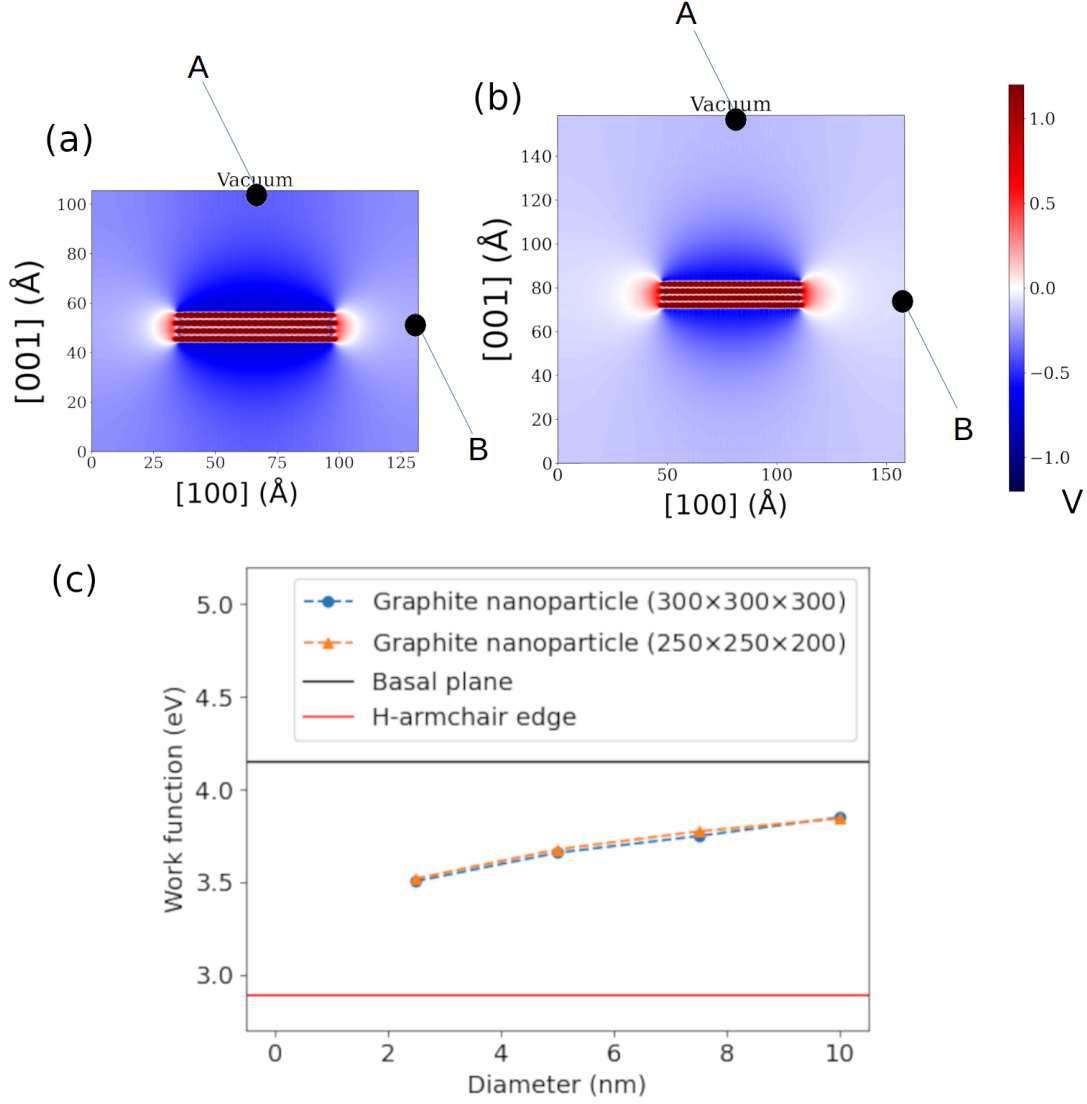 A
A
(b)
Vacuum
(a)
Vacuum
1.0
0.5
0.0
−0.5
−1.0
V
140
120
100
80
60
40
20
0
[001] (Å)
100
80
60
40
20
0
[001] (Å)
B
B
0 25 50 75 100 125
[100] (Å)
0 50 100 150
[100] (Å)
(c)
Graphite nanoparticle (300×300×300)
Graphite nanoparticle (250×250×200)
Basal plane
H-armchair edge
5.0
4.5
4.0
3.5
3.0
Work function (eV)
0 2 4 6 8 10
Diameter (nm)